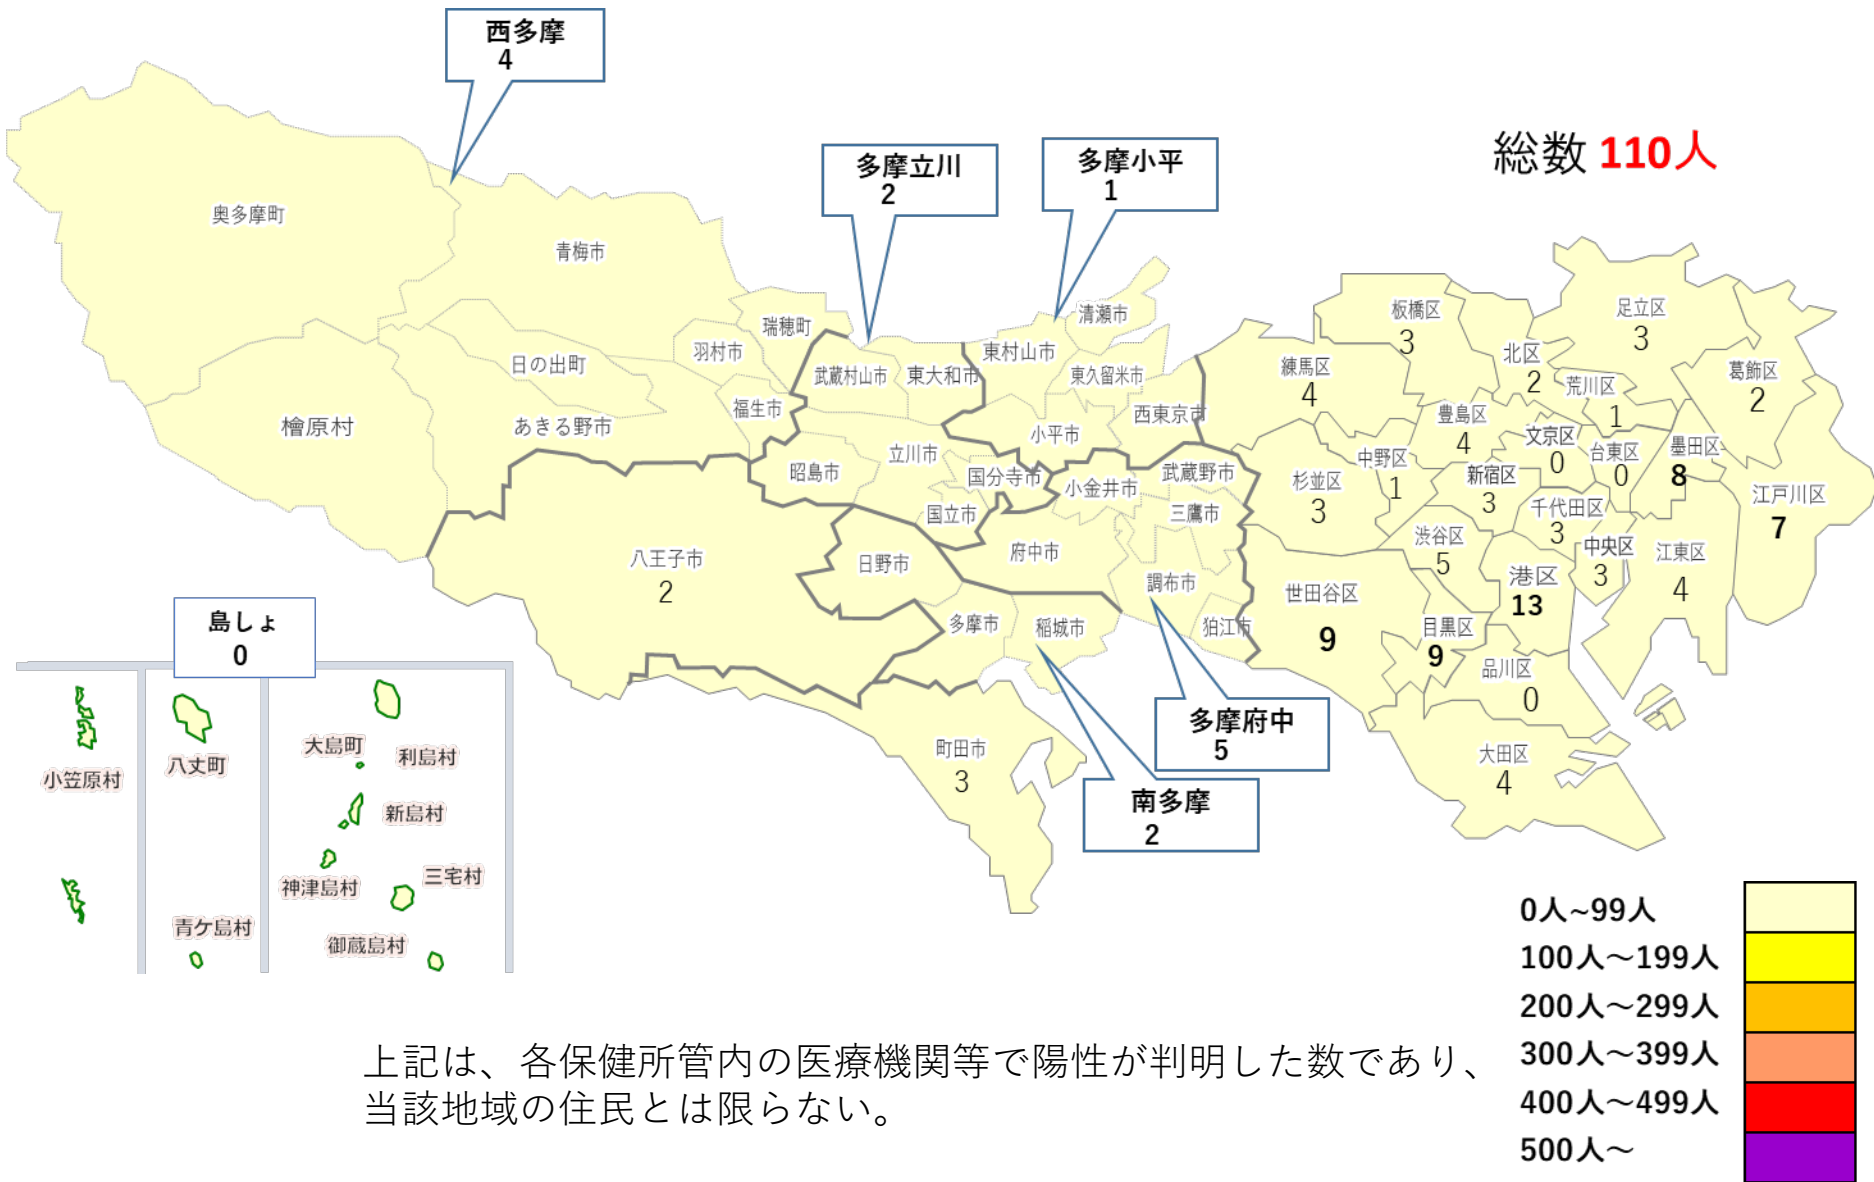 西多摩
4
多摩立川
2
多摩小平
1
総数 110人
奥多摩町
青梅市
瑞穂町
羽村市
日の出町
福生市
檜原村
あきる野市
武蔵村山市
東大和市
東村山市
清瀬市
東久留米市
西東京市
小平市
昭島市
立川市
国分寺市
国立市
小金井市
武蔵野市
三鷹市
府中市
調布市
狛江市
八王子市
2
日野市
多摩市
稲城市
町田市
3
多摩府中
5
南多摩
2
板橋区
3
足立区
3
北区
2
荒川区
1
葛飾区
2
練馬区
4
豊島区
4
文京区
0
台東区
0
墨田区
8
中野区
1
新宿区
3
杉並区
3
千代田区
3
江戸川区
7
渋谷区
5
中央区
3
江東区
4
港区
13
世田谷区
9
目黒区
9
品川区
0
大田区
4
島しょ
0
小笠原村
八丈町
青ケ島村
大島町
利島村
新島村
神津島村
三宅村
御蔵島村
0人~99人
100人～199人
200人～299人
300人～399人
400人～499人
500人～
上記は、各保健所管内の医療機関等で陽性が判明した数であり、
当該地域の住民とは限らない。